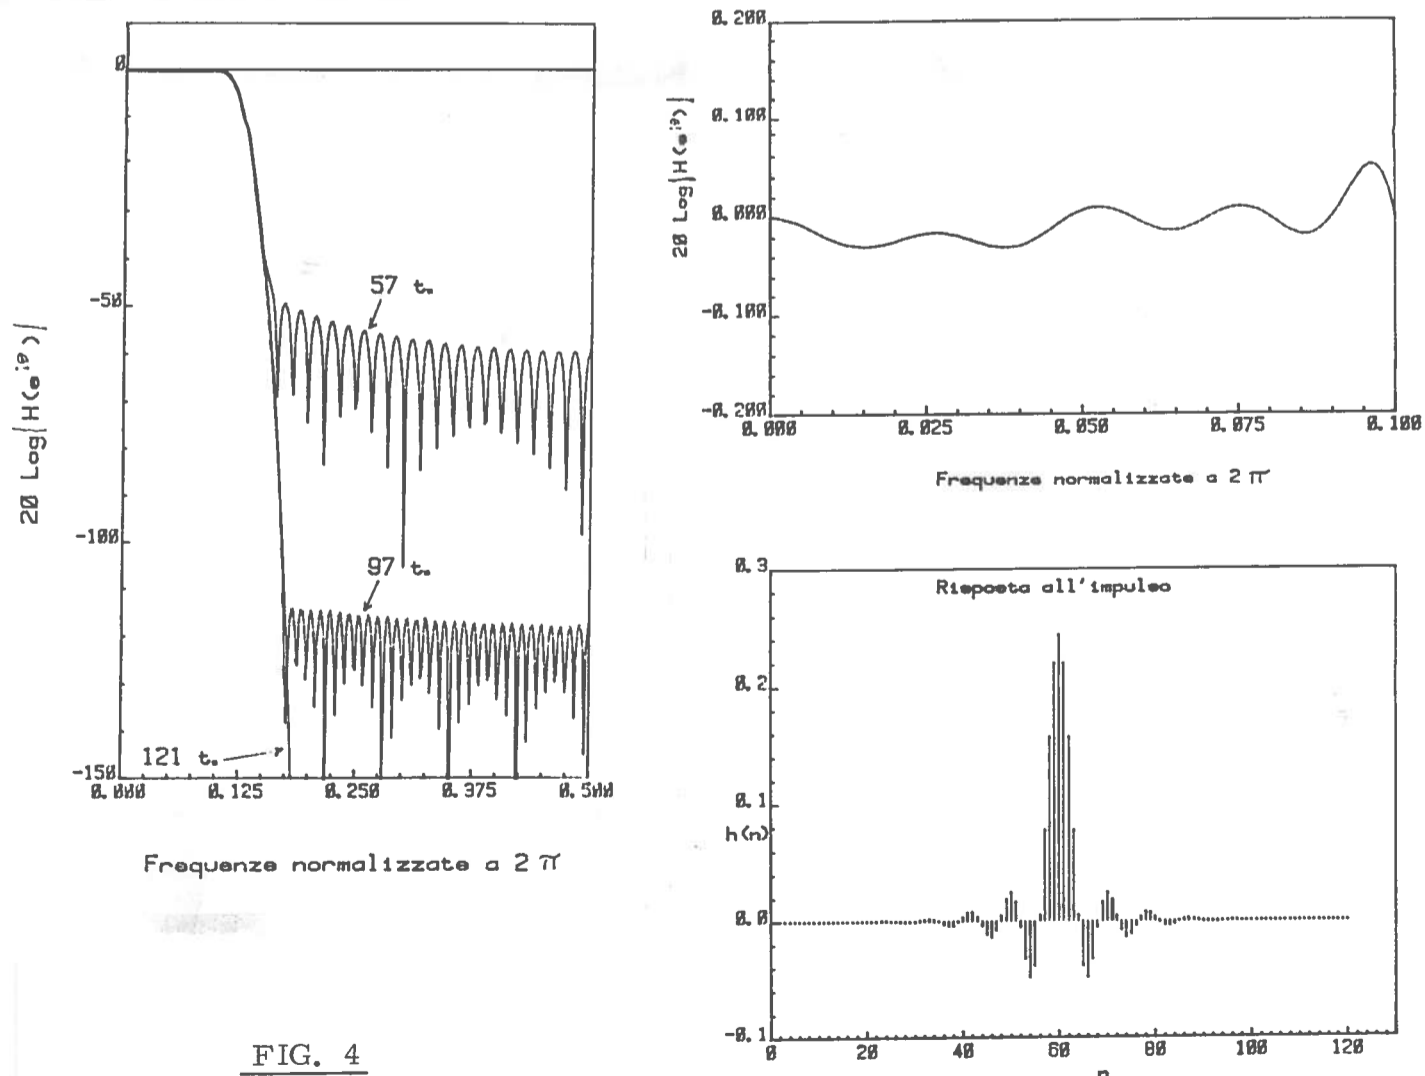 0
-50
-100
-150
0.000 0.125 0.250 0.375 0.500
20 Log|H(e^jθ)|
57 t.
97 t.
121 t.
Frequenze normalizzate a 2 π
0.200
0.100
0.000
-0.100
-0.200
0.000 0.025 0.050 0.075 0.100
20 Log|H(e^jθ)|
Frequenze normalizzate a 2 π
Risposta all'impulso
0.3
0.2
0.1
h(n)
0.0
-0.1
0 20 40 60 80 100 120
n
FIG. 4